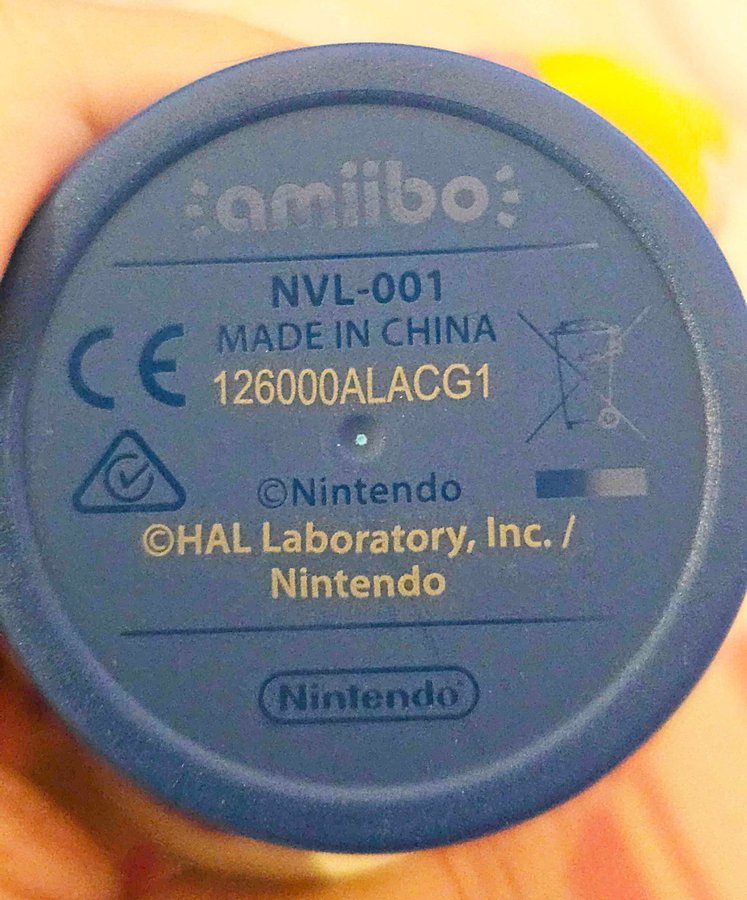 amiibo
NVL-001
MADE IN CHINA
CE
126000ALACG1
©Nintendo
©HAL Laboratory, Inc. /
Nintendo
Nintendo